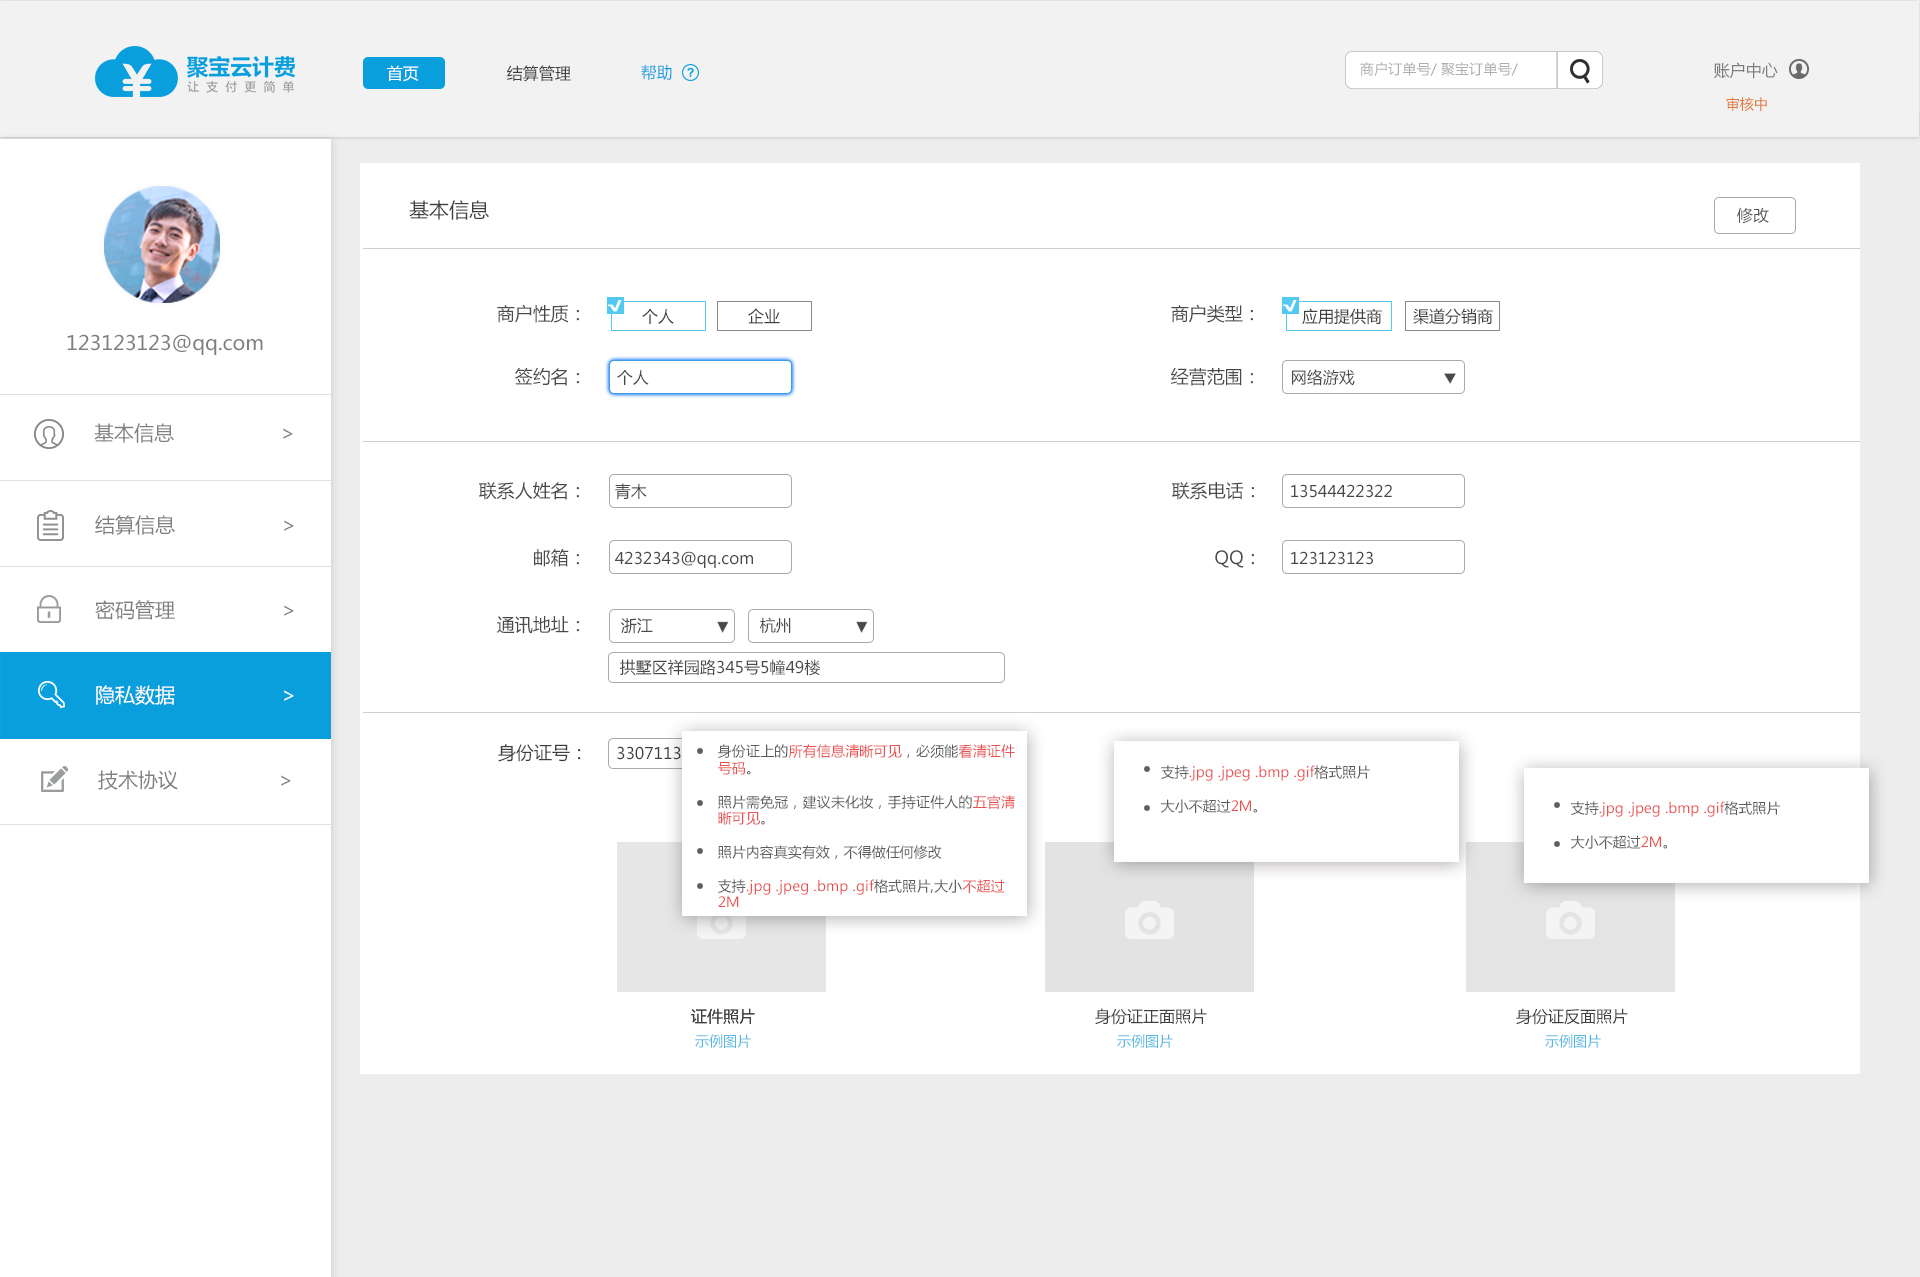 聚宝云计费
让支付更简单
首页
结算管理
帮助 ?
商户订单号/ 聚宝订单号/
账户中心
审核中
123123123@qq.com
基本信息 >
结算信息 >
密码管理 >
隐私数据 >
技术协议 >
基本信息
修改
商户性质： 个人 企业
商户类型： 应用提供商 渠道分销商
签约名： 个人
经营范围： 网络游戏
联系人姓名： 青木
联系电话： 13544422322
邮箱： 4232343@qq.com
QQ： 123123123
通讯地址： 浙江 杭州
拱墅区祥园路345号5幢49楼
身份证号： 3307113
身份证上的所有信息清晰可见，必须能看清证件
号码。
照片需免冠，建议未化妆，手持证件人的五官清
晰可见。
照片内容真实有效，不得做任何修改
支持.jpg .jpeg .bmp .gif格式照片,大小不超过
2M
支持.jpg .jpeg .bmp .gif格式照片
大小不超过2M。
支持.jpg .jpeg .bmp .gif格式照片
大小不超过2M。
证件照片
示例图片
身份证正面照片
示例图片
身份证反面照片
示例图片